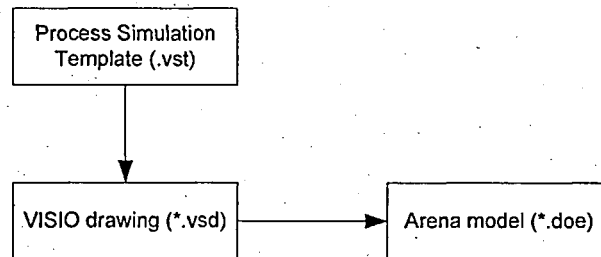 Process Simulation
Template (.vst)
VISIO drawing (*.vsd)
Arena model (*.doe)